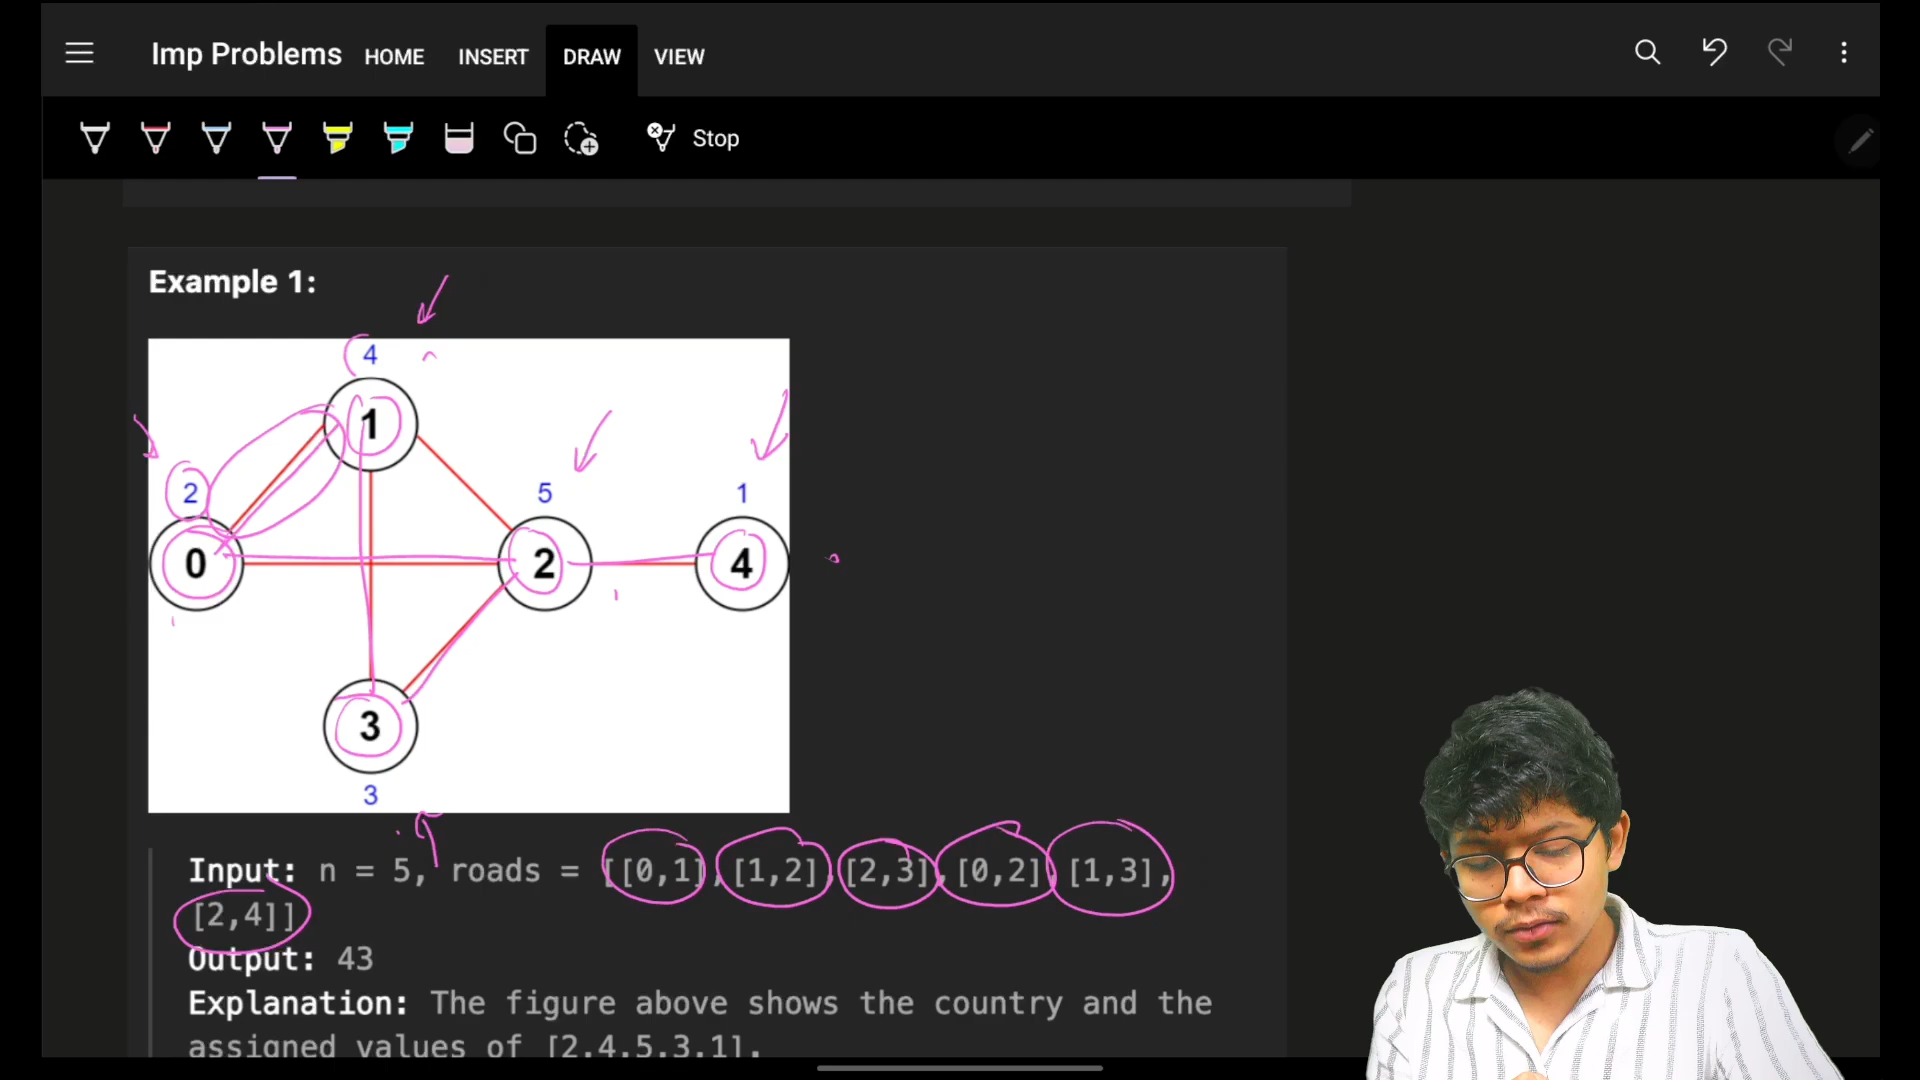 Imp Problems HOME INSERT DRAW VIEW
Stop
Example 1:
4
1
2
5
1
0
2
4
3
3
Input: n = 5, roads = [[0,1],[1,2],[2,3],[0,2],[1,3],
[2,4]]
Output: 43
Explanation: The figure above shows the country and the
assigned values of [2,4,5,3,1].